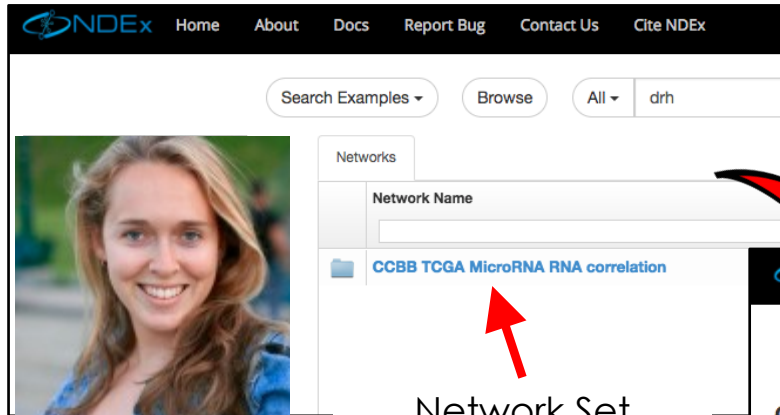 NDEx Home About Docs Report Bug Contact Us Cite NDEx
Search Examples Browse All drh
Networks
Network Name
CCBB TCGA MicroRNA RNA correlation
Network Set